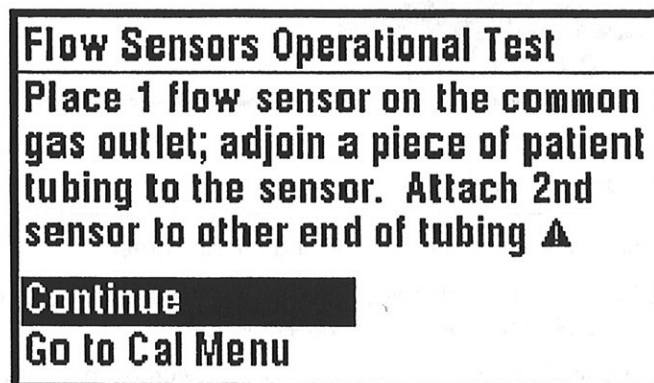 Flow Sensors Operational Test
Place 1 flow sensor on the common
gas outlet; adjoin a piece of patient
tubing to the sensor. Attach 2nd
sensor to other end of tubing ⚠
Continue
Go to Cal Menu